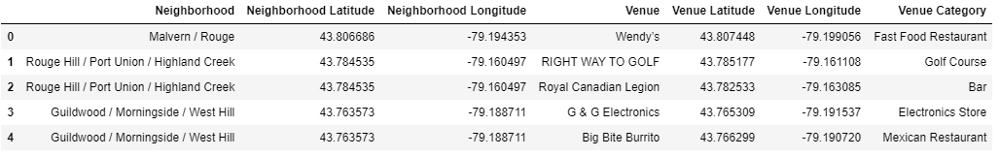 Neighborhood Neighborhood Latitude Neighborhood Longitude Venue Venue Latitude Venue Longitude Venue Category
0 Malvern / Rouge 43.806686 -79.194353 Wendy's 43.807448 -79.199056 Fast Food Restaurant
1 Rouge Hill / Port Union / Highland Creek 43.784535 -79.160497 RIGHT WAY TO GOLF 43.785177 -79.161108 Golf Course
2 Rouge Hill / Port Union / Highland Creek 43.784535 -79.160497 Royal Canadian Legion 43.782533 -79.163085 Bar
3 Guildwood / Morningside / West Hill 43.763573 -79.188711 G & G Electronics 43.765309 -79.191537 Electronics Store
4 Guildwood / Morningside / West Hill 43.763573 -79.188711 Big Bite Burrito 43.766299 -79.190720 Mexican Restaurant